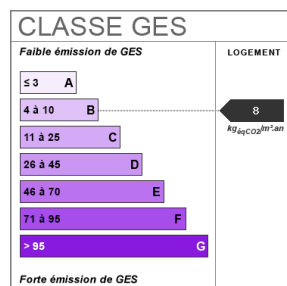 CLASSE GES
Faible émission de GES
LOGEMENT
≤ 3 A
4 à 10 B
8
kgéqCO2/m².an
11 à 25 C
26 à 45 D
46 à 70 E
71 à 95 F
> 95 G
Forte émission de GES